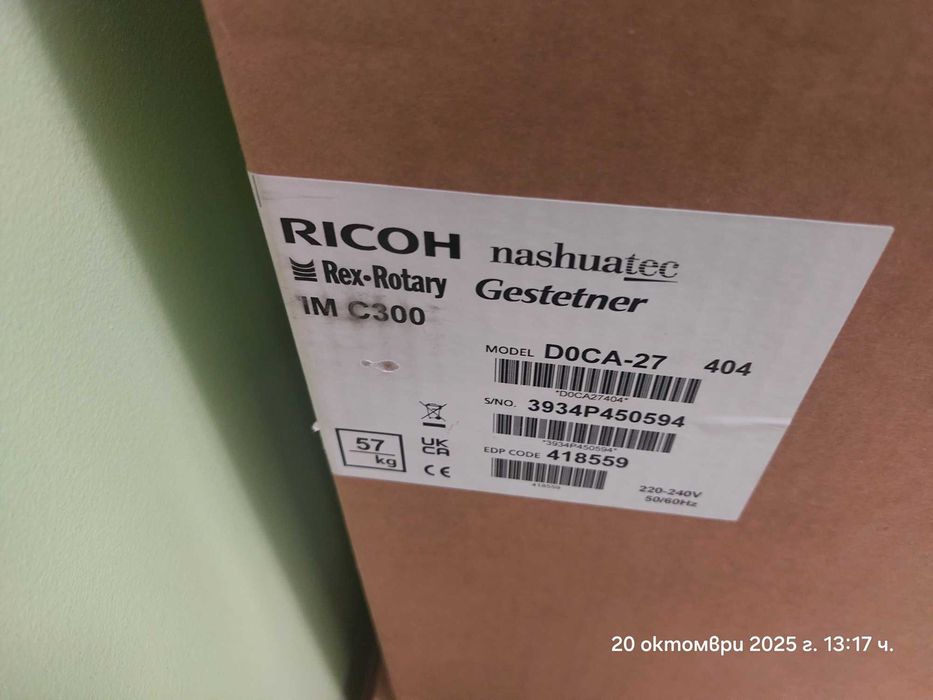 RICOH nashuatec
Rex-Rotary Gestetner
IM C300
MODEL D0CA-27 404
*D0CA27404*
S/NO. 3934P450594
*3934P450594*
EDP CODE 418559
418559
57
kg
UK
CA
CE
220-240V
50/60Hz
20 октомври 2025 г. 13:17 ч.